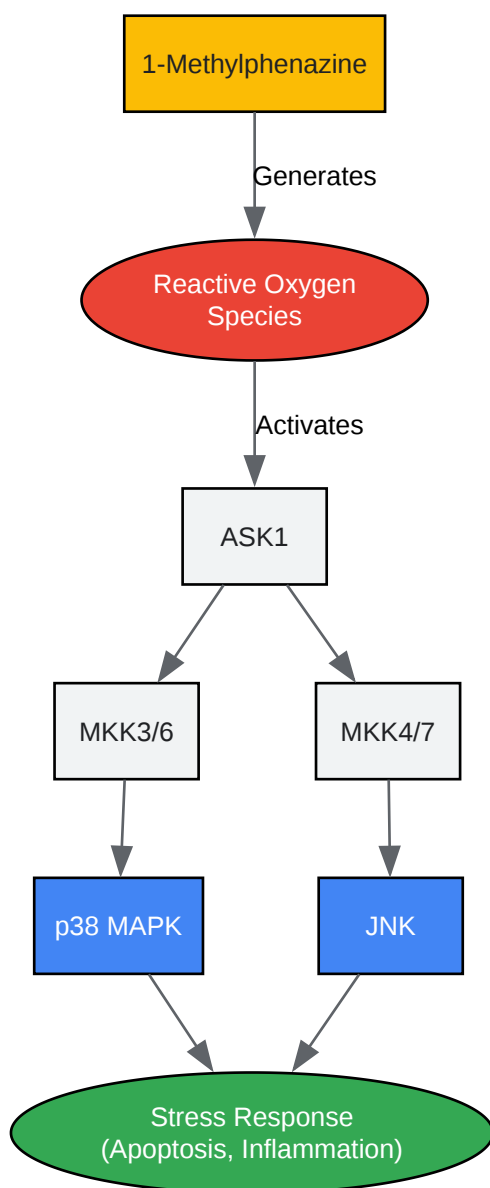 1-Methylphenazine
Generates
Reactive Oxygen
Species
Activates
ASK1
MKK3/6
MKK4/7
p38 MAPK
JNK
Stress Response
(Apoptosis, Inflammation)